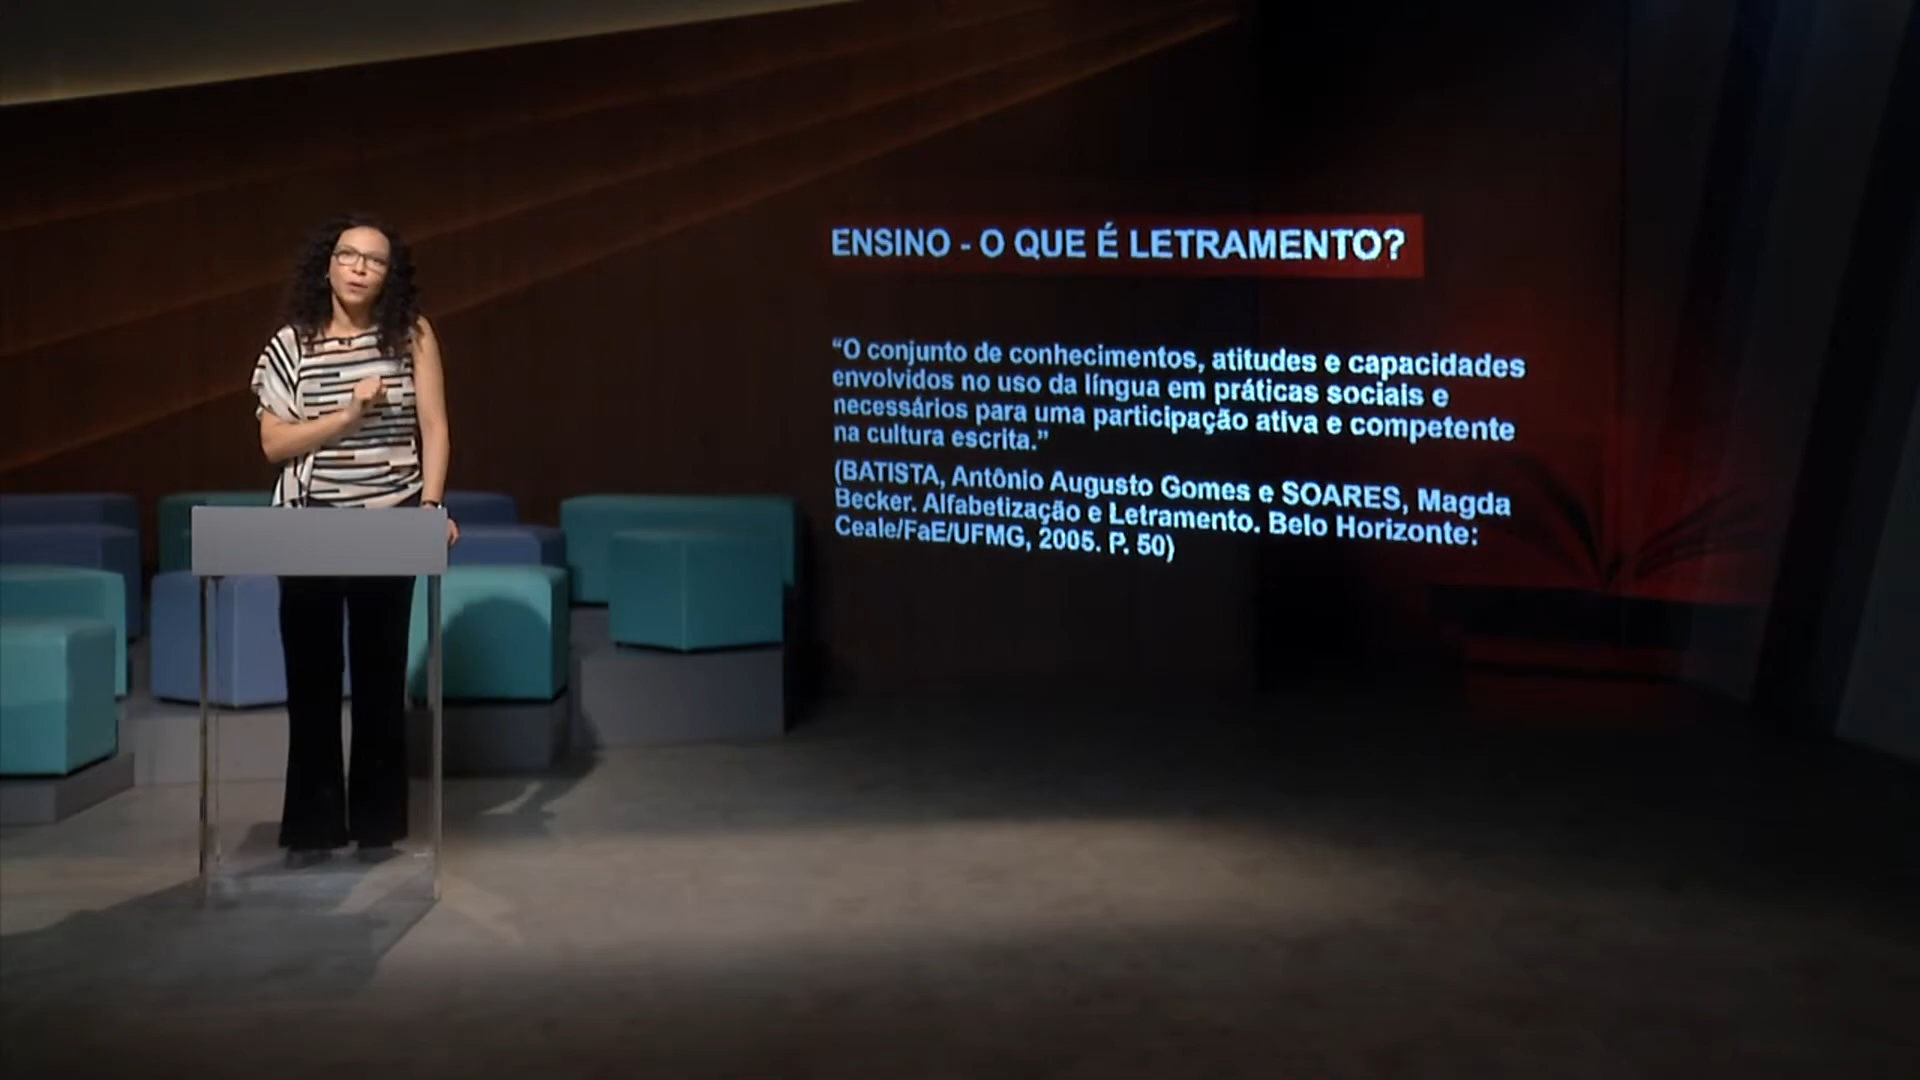 ENSINO - O QUE É LETRAMENTO?
“O conjunto de conhecimentos, atitudes e capacidades
envolvidos no uso da língua em práticas sociais e
necessários para uma participação ativa e competente
na cultura escrita.”
(BATISTA, Antônio Augusto Gomes e SOARES, Magda
Becker. Alfabetização e Letramento. Belo Horizonte:
Ceale/FaE/UFMG, 2005. P. 50)